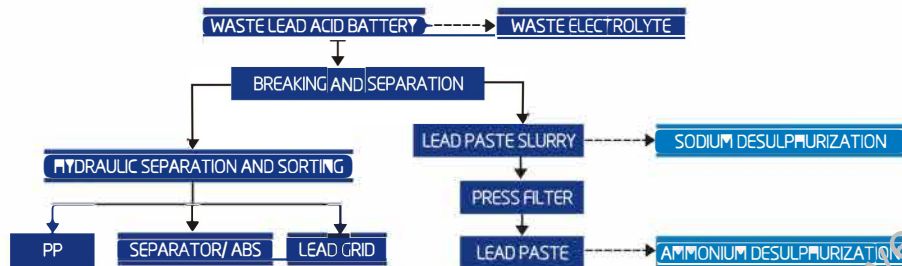 WASTE LEAD ACID BATTERY
WASTE ELECTROLYTE
BREAKING AND SEPARATION
LEAD PASTE SLURRY
SODIUM DESULPHURIZATION
HYDRAULIC SEPARATION AND SORTING
PRESS FILTER
PP
SEPARATOR/ ABS
LEAD GRID
LEAD PASTE
AMMONIUM DESULPHURIZATION